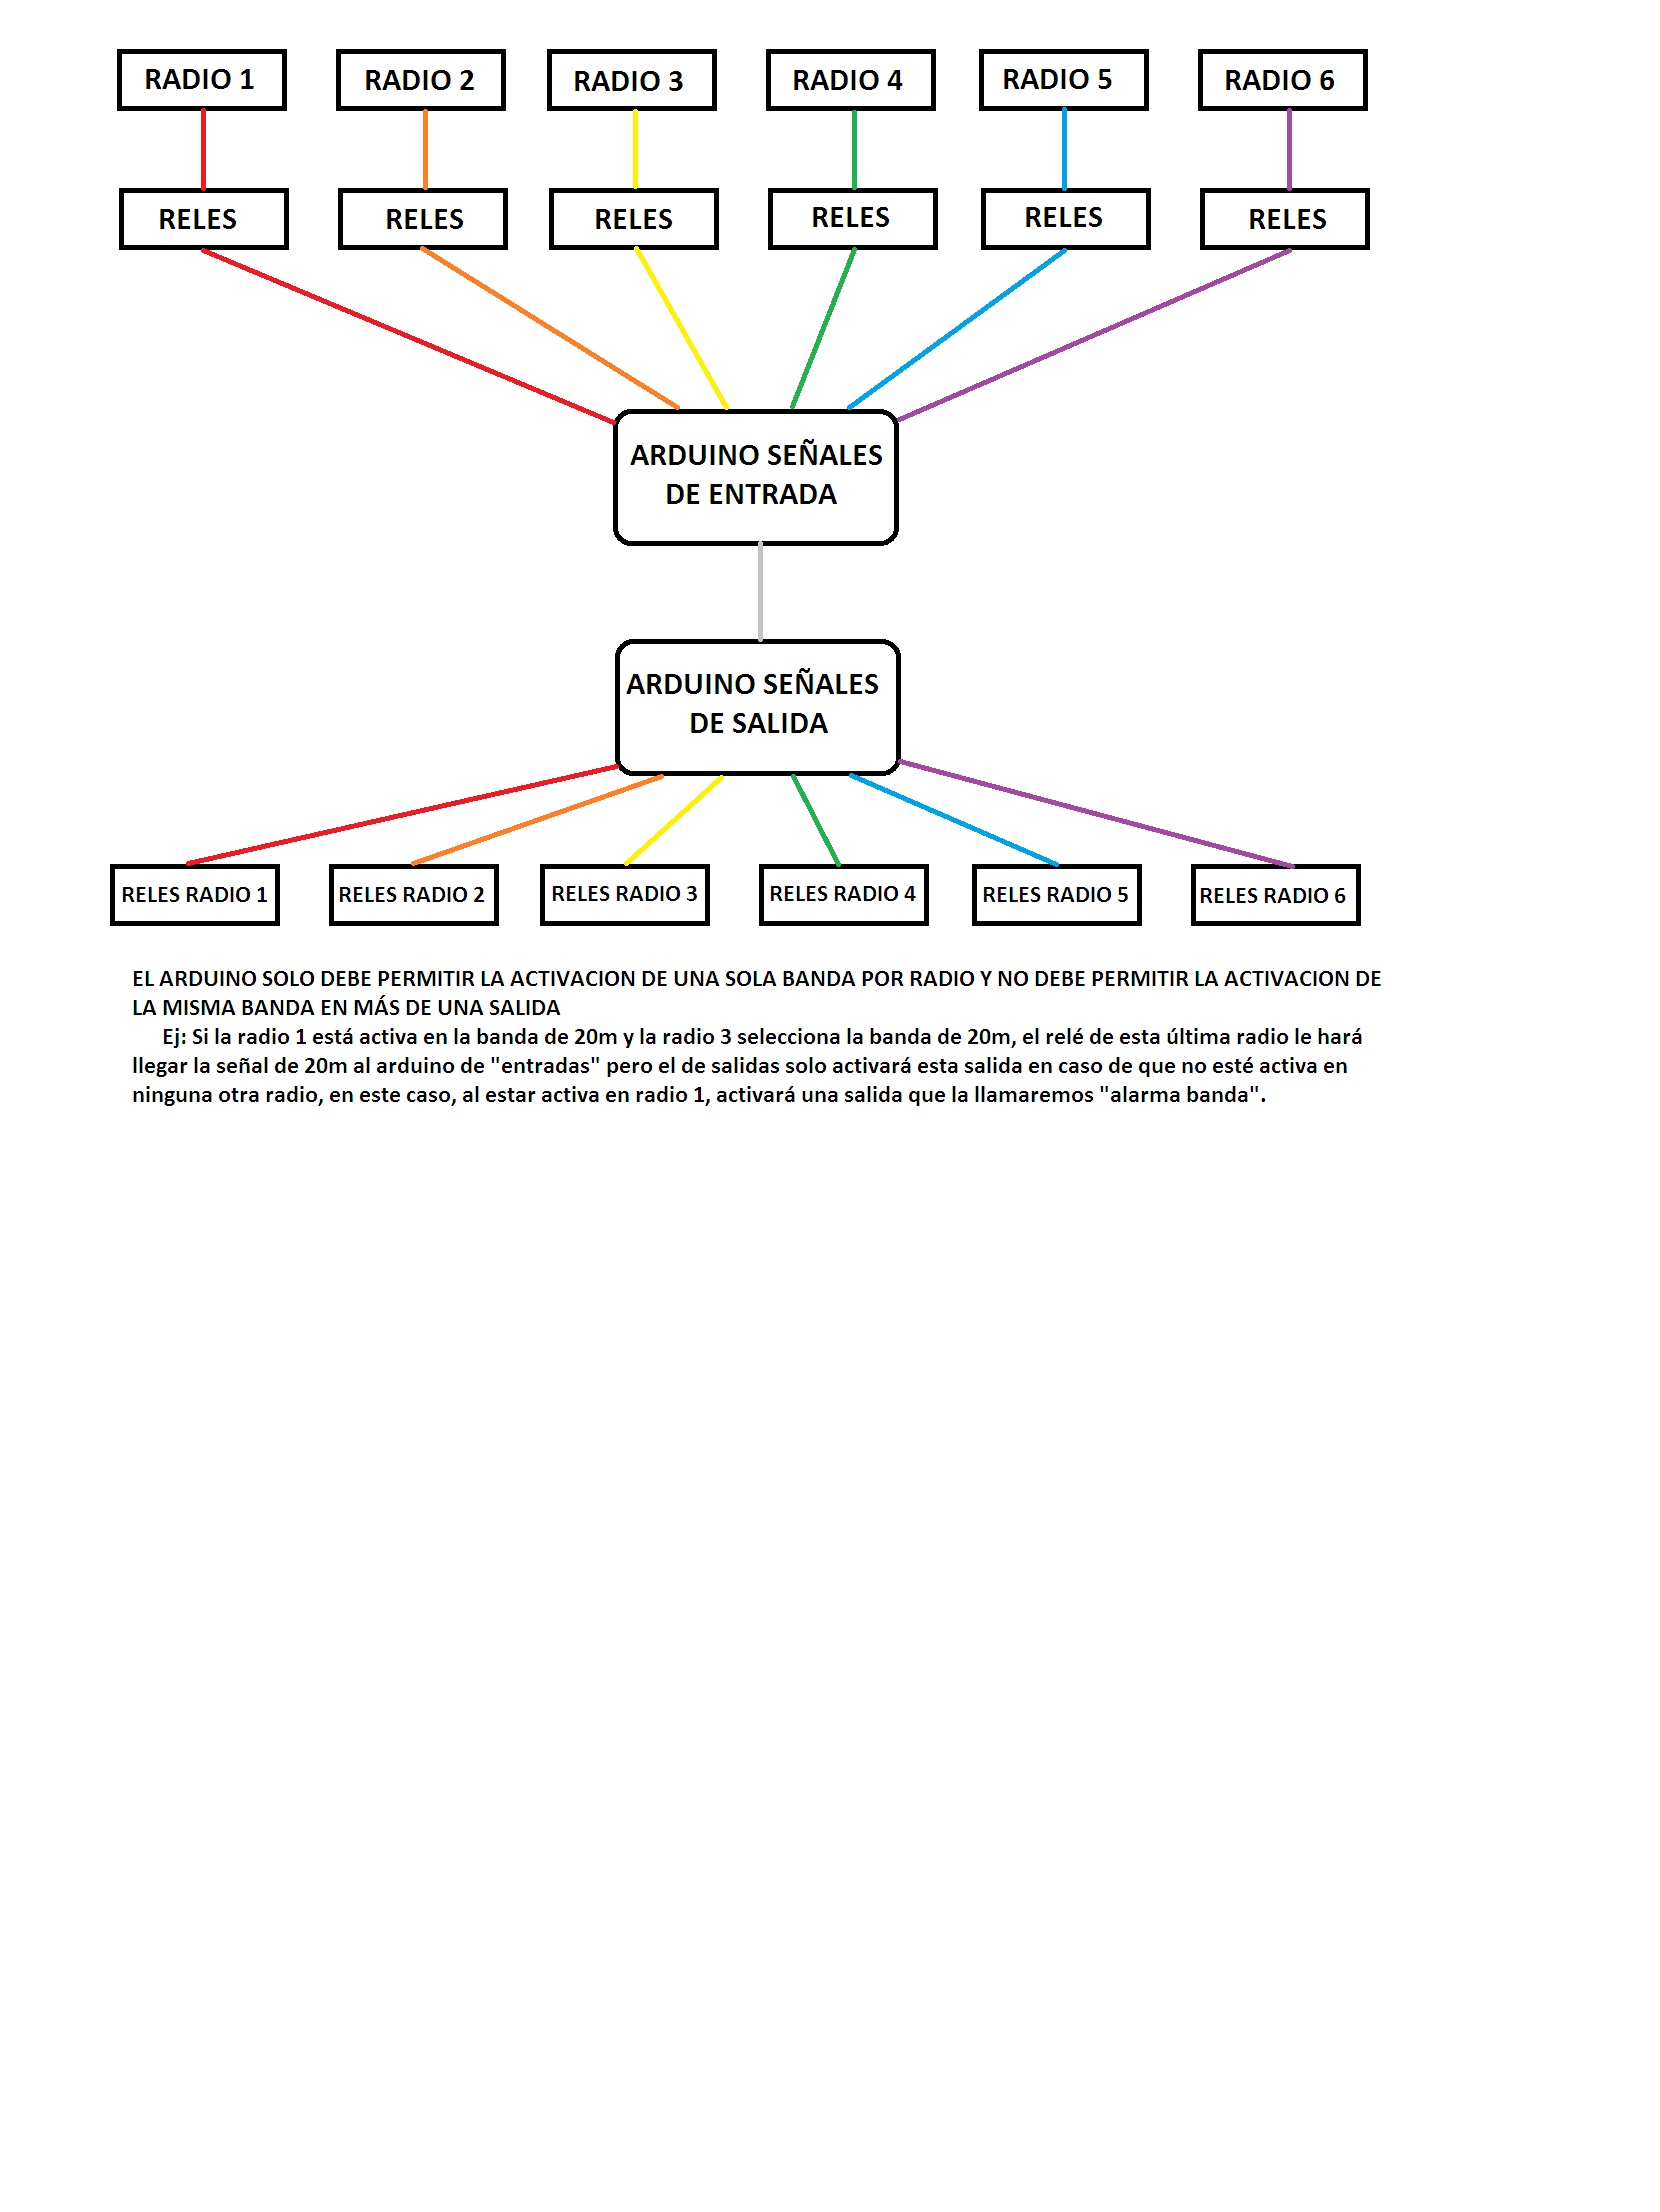 RADIO 1
RADIO 2
RADIO 3
RADIO 4
RADIO 5
RADIO 6
RELES
RELES
RELES
RELES
RELES
RELES
ARDUINO SEÑALES
DE ENTRADA
ARDUINO SEÑALES
DE SALIDA
RELES RADIO 1
RELES RADIO 2
RELES RADIO 3
RELES RADIO 4
RELES RADIO 5
RELES RADIO 6
EL ARDUINO SOLO DEBE PERMITIR LA ACTIVACION DE UNA SOLA BANDA POR RADIO Y NO DEBE PERMITIR LA ACTIVACION DE
LA MISMA BANDA EN MÁS DE UNA SALIDA
Ej: Si la radio 1 está activa en la banda de 20m y la radio 3 selecciona la banda de 20m, el relé de esta última radio le hará
llegar la señal de 20m al arduino de "entradas" pero el de salidas solo activará esta salida en caso de que no esté activa en
ninguna otra radio, en este caso, al estar activa en radio 1, activará una salida que la llamaremos "alarma banda".